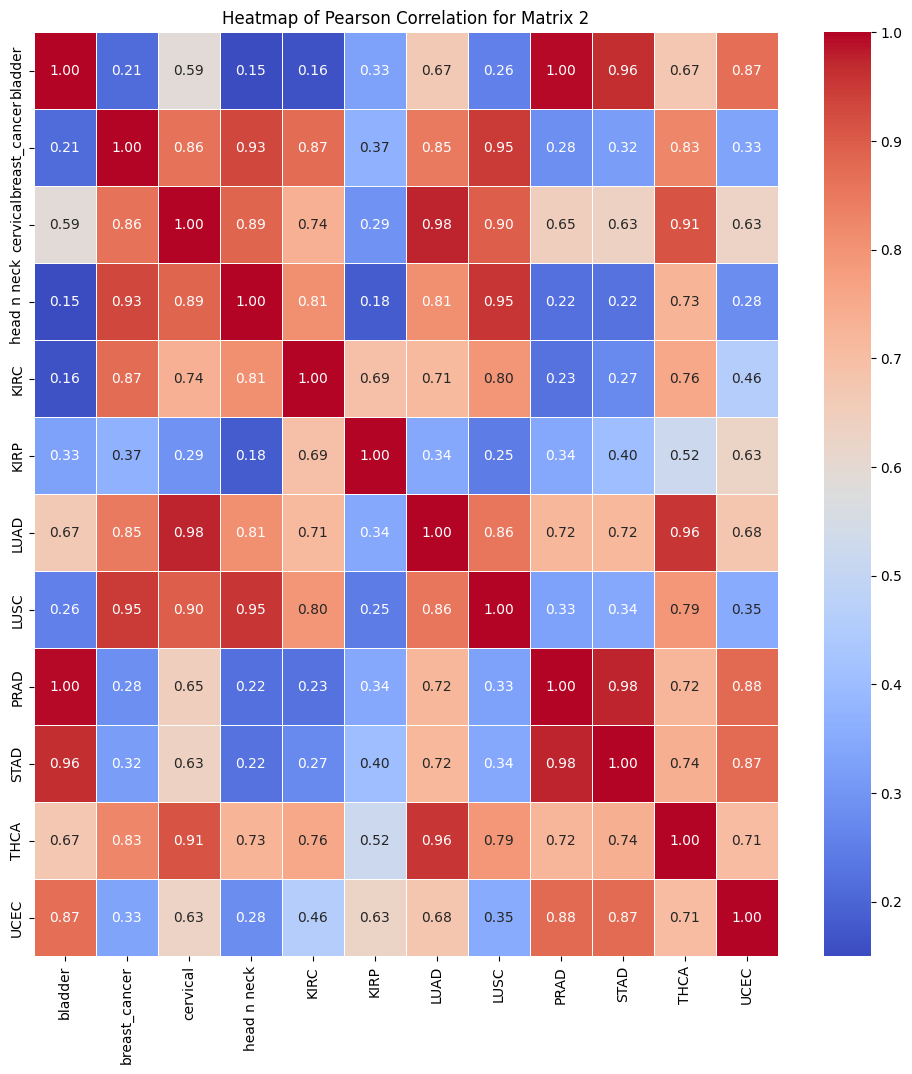 Heatmap of Pearson Correlation for Matrix 2
bladder 1.00 0.21 0.59 0.15 0.16 0.33 0.67 0.26 1.00 0.96 0.67 0.87
breast_cancer 0.21 1.00 0.86 0.93 0.87 0.37 0.85 0.95 0.28 0.32 0.83 0.33
cervical 0.59 0.86 1.00 0.89 0.74 0.29 0.98 0.90 0.65 0.63 0.91 0.63
head n neck 0.15 0.93 0.89 1.00 0.81 0.18 0.81 0.95 0.22 0.22 0.73 0.28
KIRC 0.16 0.87 0.74 0.81 1.00 0.69 0.71 0.80 0.23 0.27 0.76 0.46
KIRP 0.33 0.37 0.29 0.18 0.69 1.00 0.34 0.25 0.34 0.40 0.52 0.63
LUAD 0.67 0.85 0.98 0.81 0.71 0.34 1.00 0.86 0.72 0.72 0.96 0.68
LUSC 0.26 0.95 0.90 0.95 0.80 0.25 0.86 1.00 0.33 0.34 0.79 0.35
PRAD 1.00 0.28 0.65 0.22 0.23 0.34 0.72 0.33 1.00 0.98 0.72 0.88
STAD 0.96 0.32 0.63 0.22 0.27 0.40 0.72 0.34 0.98 1.00 0.74 0.87
THCA 0.67 0.83 0.91 0.73 0.76 0.52 0.96 0.79 0.72 0.74 1.00 0.71
UCEC 0.87 0.33 0.63 0.28 0.46 0.63 0.68 0.35 0.88 0.87 0.71 1.00
bladder breast_cancer cervical head n neck KIRC KIRP LUAD LUSC PRAD STAD THCA UCEC
1.0
0.9
0.8
0.7
0.6
0.5
0.4
0.3
0.2